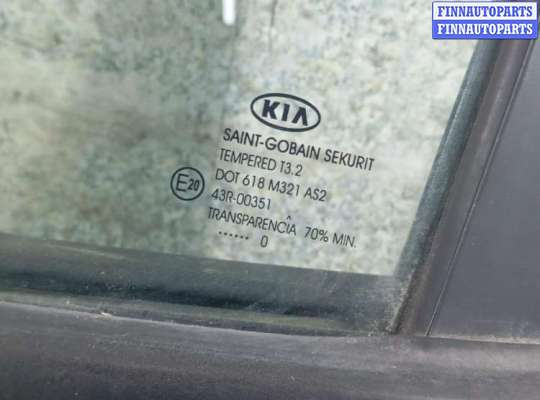 FINNAUTOPARTS
FINNAUTOPARTS
KIA
SAINT-GOBAIN SEKURIT
TEMPERED T3.2
DOT 618 M321 AS2
E20
43R-00351
TRANSPARÊNCIA 70% MIN.
...... 0